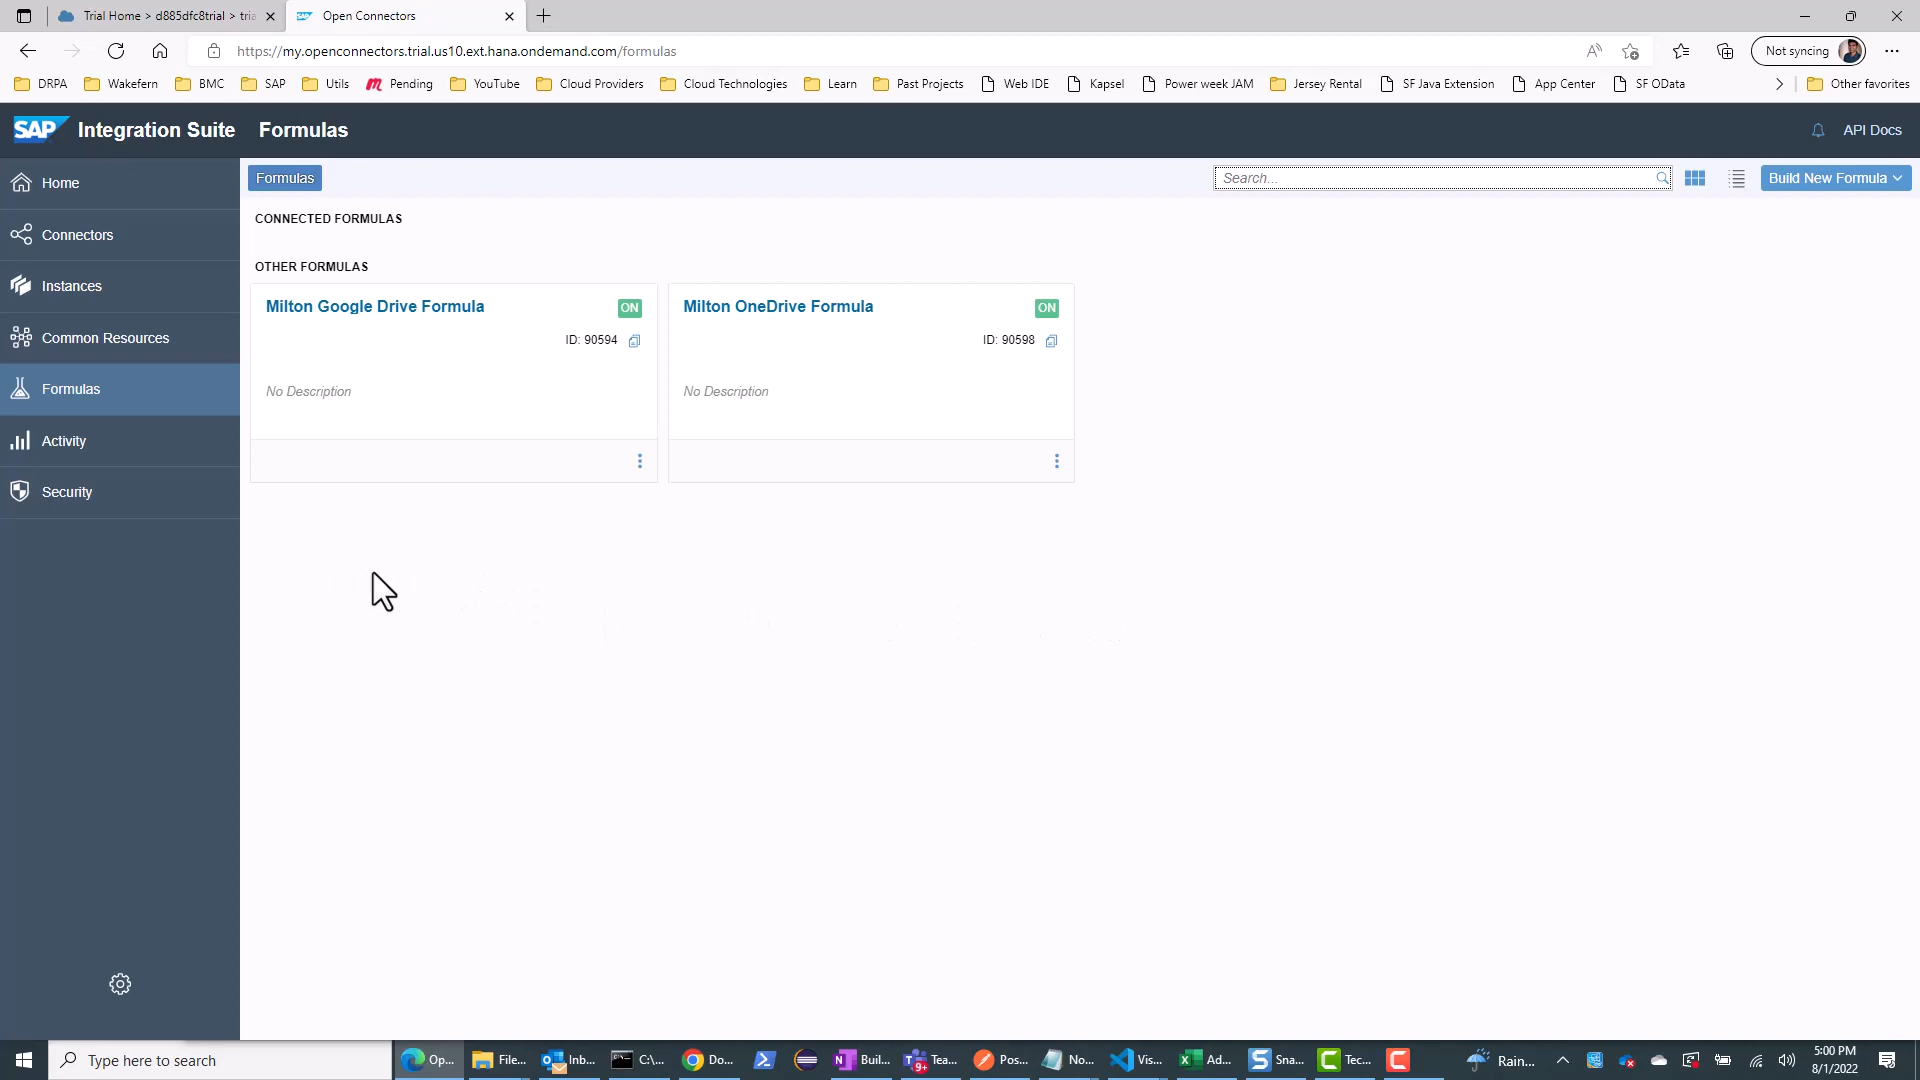 Trial Home > d885dfc8trial > tria
Open Connectors
https://my.openconnectors.trial.us10.ext.hana.ondemand.com/formulas
Not syncing
DRPA
Wakefern
BMC
SAP
Utils
Pending
YouTube
Cloud Providers
Cloud Technologies
Learn
Past Projects
Web IDE
Kapsel
Power week JAM
Jersey Rental
SF Java Extension
App Center
SF OData
Other favorites
SAP Integration Suite Formulas
API Docs
Home
Connectors
Instances
Common Resources
Formulas
Activity
Security
Formulas
Search...
Build New Formula
CONNECTED FORMULAS
OTHER FORMULAS
Milton Google Drive Formula
ON
ID: 90594
No Description
Milton OneDrive Formula
ON
ID: 90598
No Description
Type here to search
Op...
File...
Inb...
C:\...
Do...
Buil...
9+
Tea...
Pos...
No...
Vis...
Ad...
Sna...
Tec...
Rain...
5:00 PM
8/1/2022